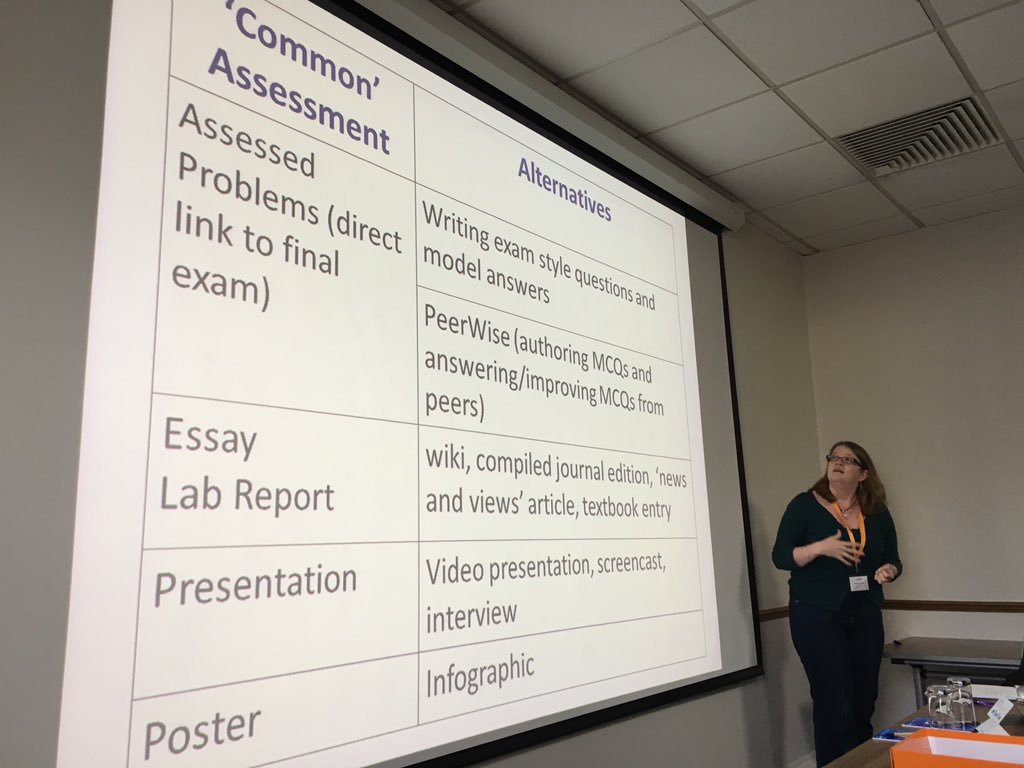 ‘Common’
Assessment
Alternatives
Assessed
Problems (direct
link to final
exam)
Writing exam style questions and
model answers
PeerWise (authoring MCQs and
answering/improving MCQs from
peers)
Essay
Lab Report
wiki, compiled journal edition, ‘news
and views’ article, textbook entry
Presentation
Video presentation, screencast,
interview
Poster
Infographic